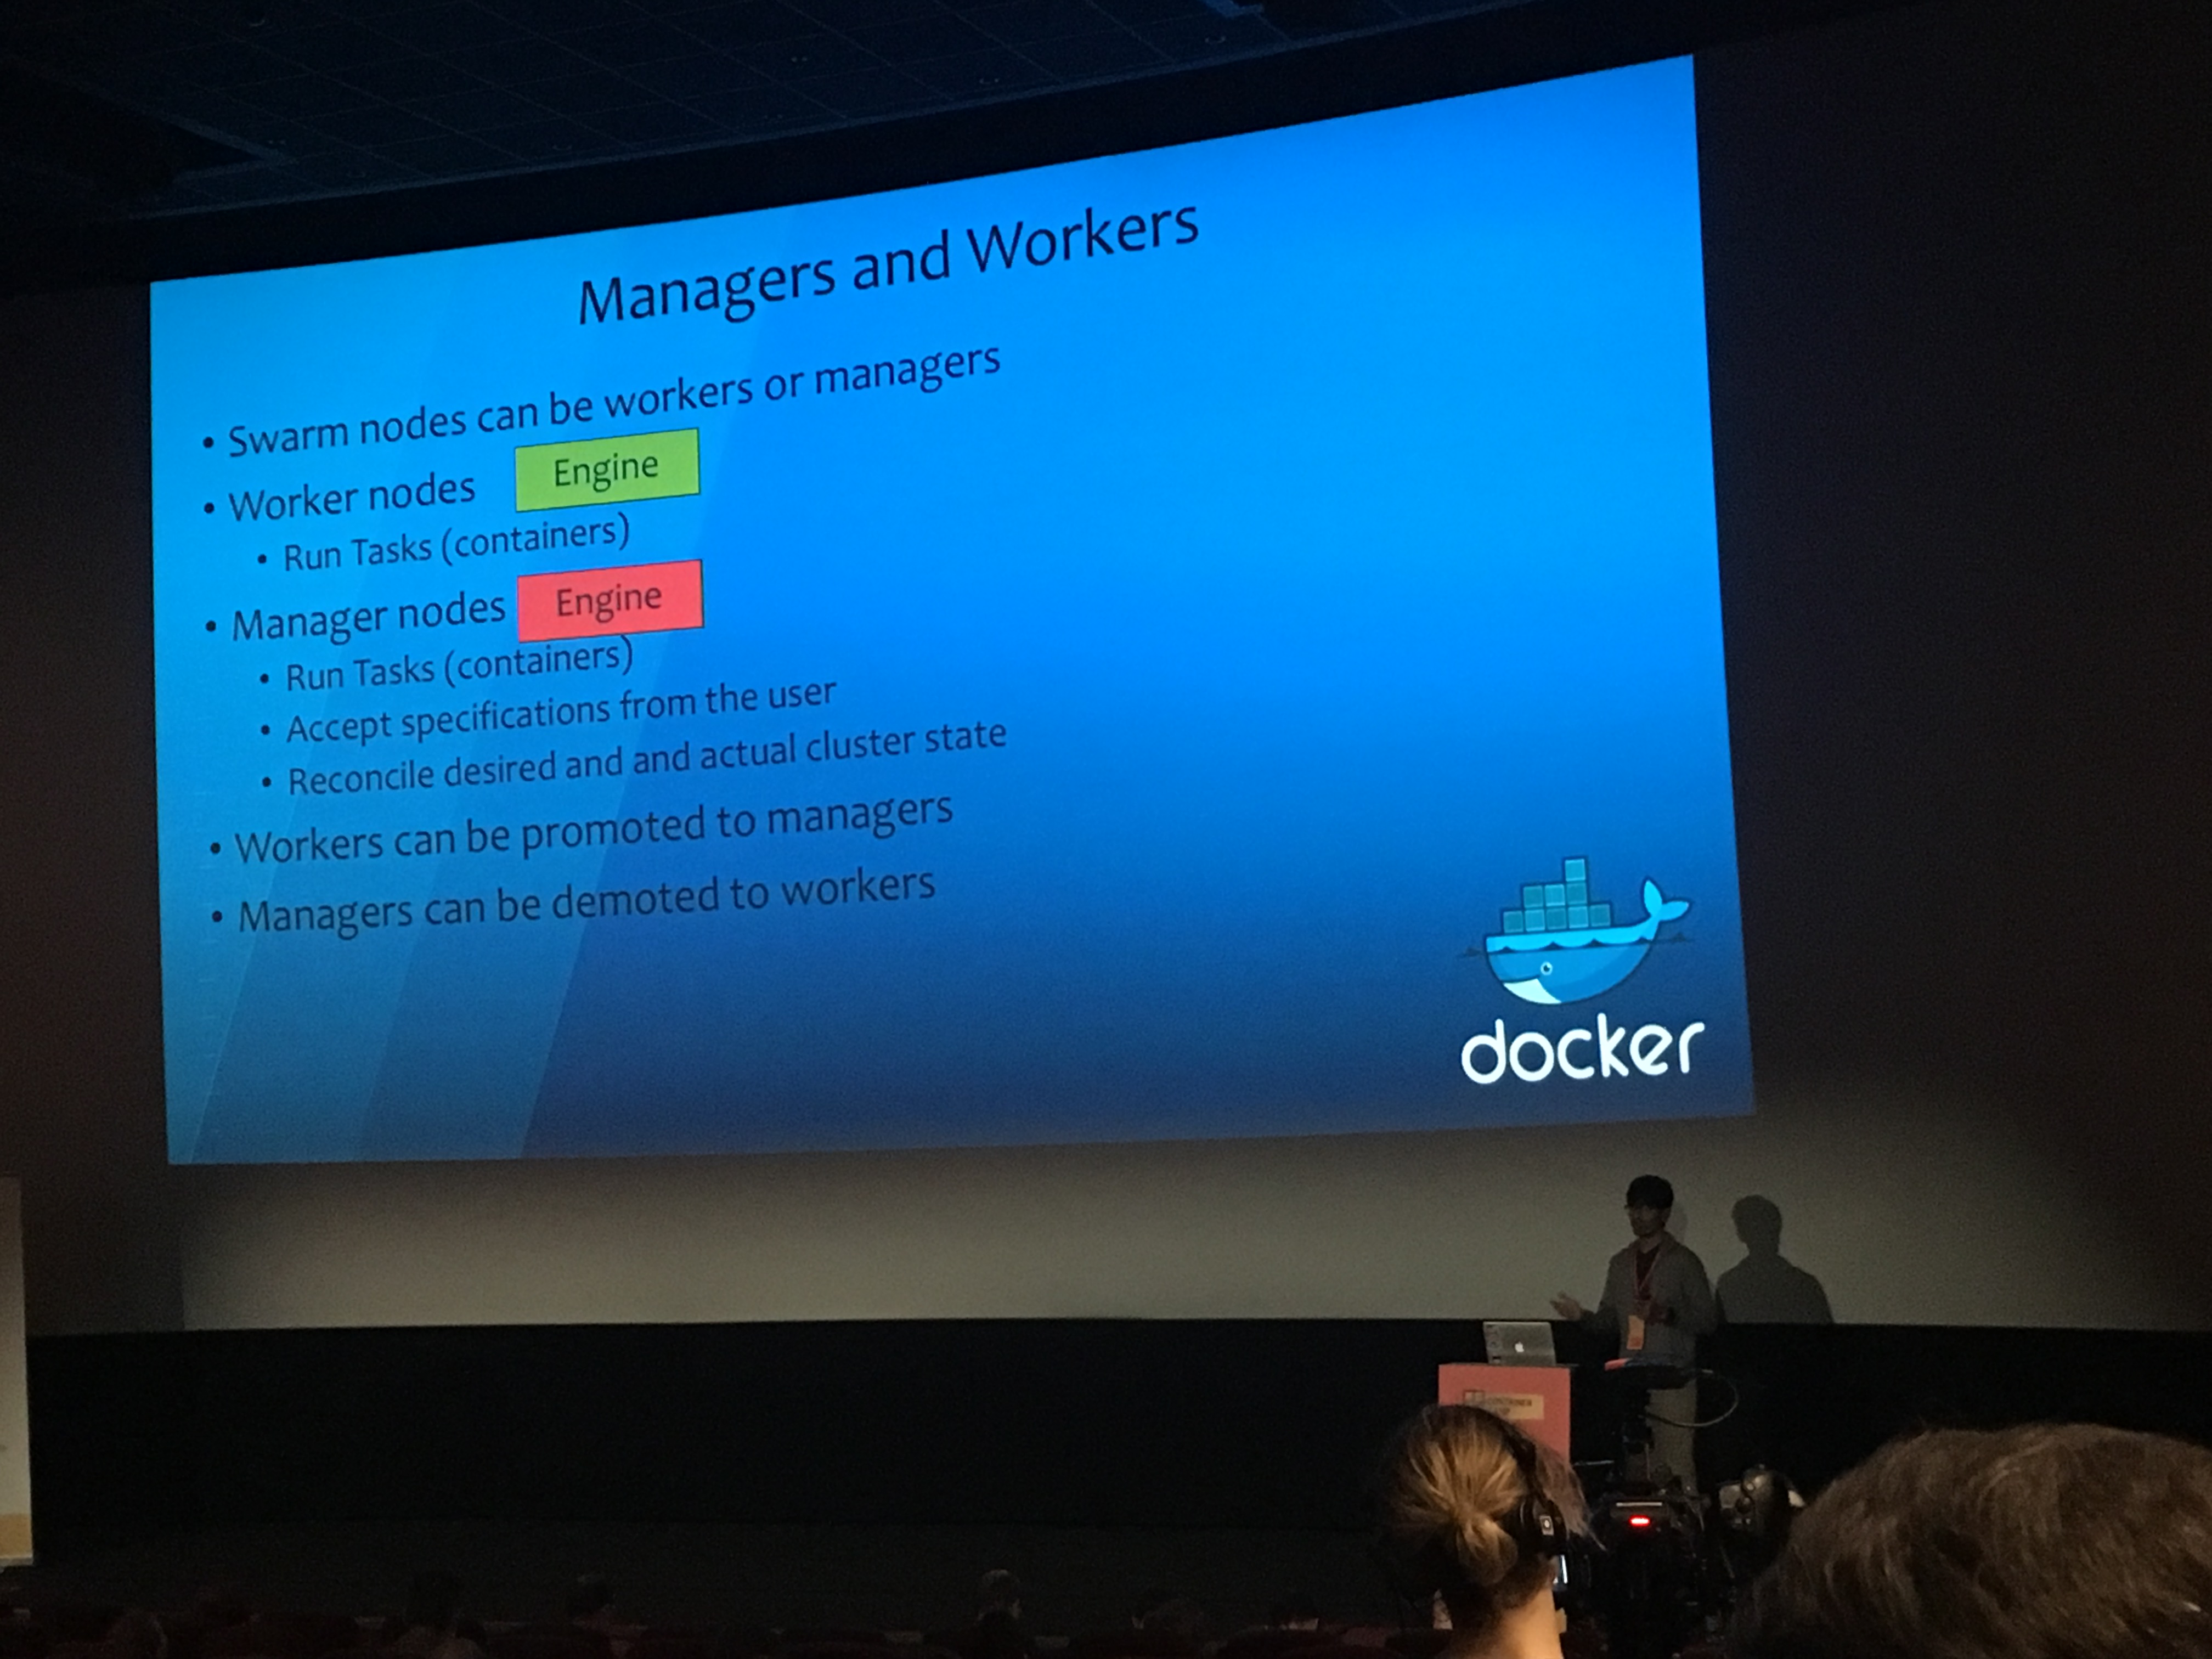 Managers and Workers
• Swarm nodes can be workers or managers
• Worker nodes Engine
• Run Tasks (containers)
• Manager nodes Engine
• Run Tasks (containers)
• Accept specifications from the user
• Reconcile desired and and actual cluster state
• Workers can be promoted to managers
• Managers can be demoted to workers
docker